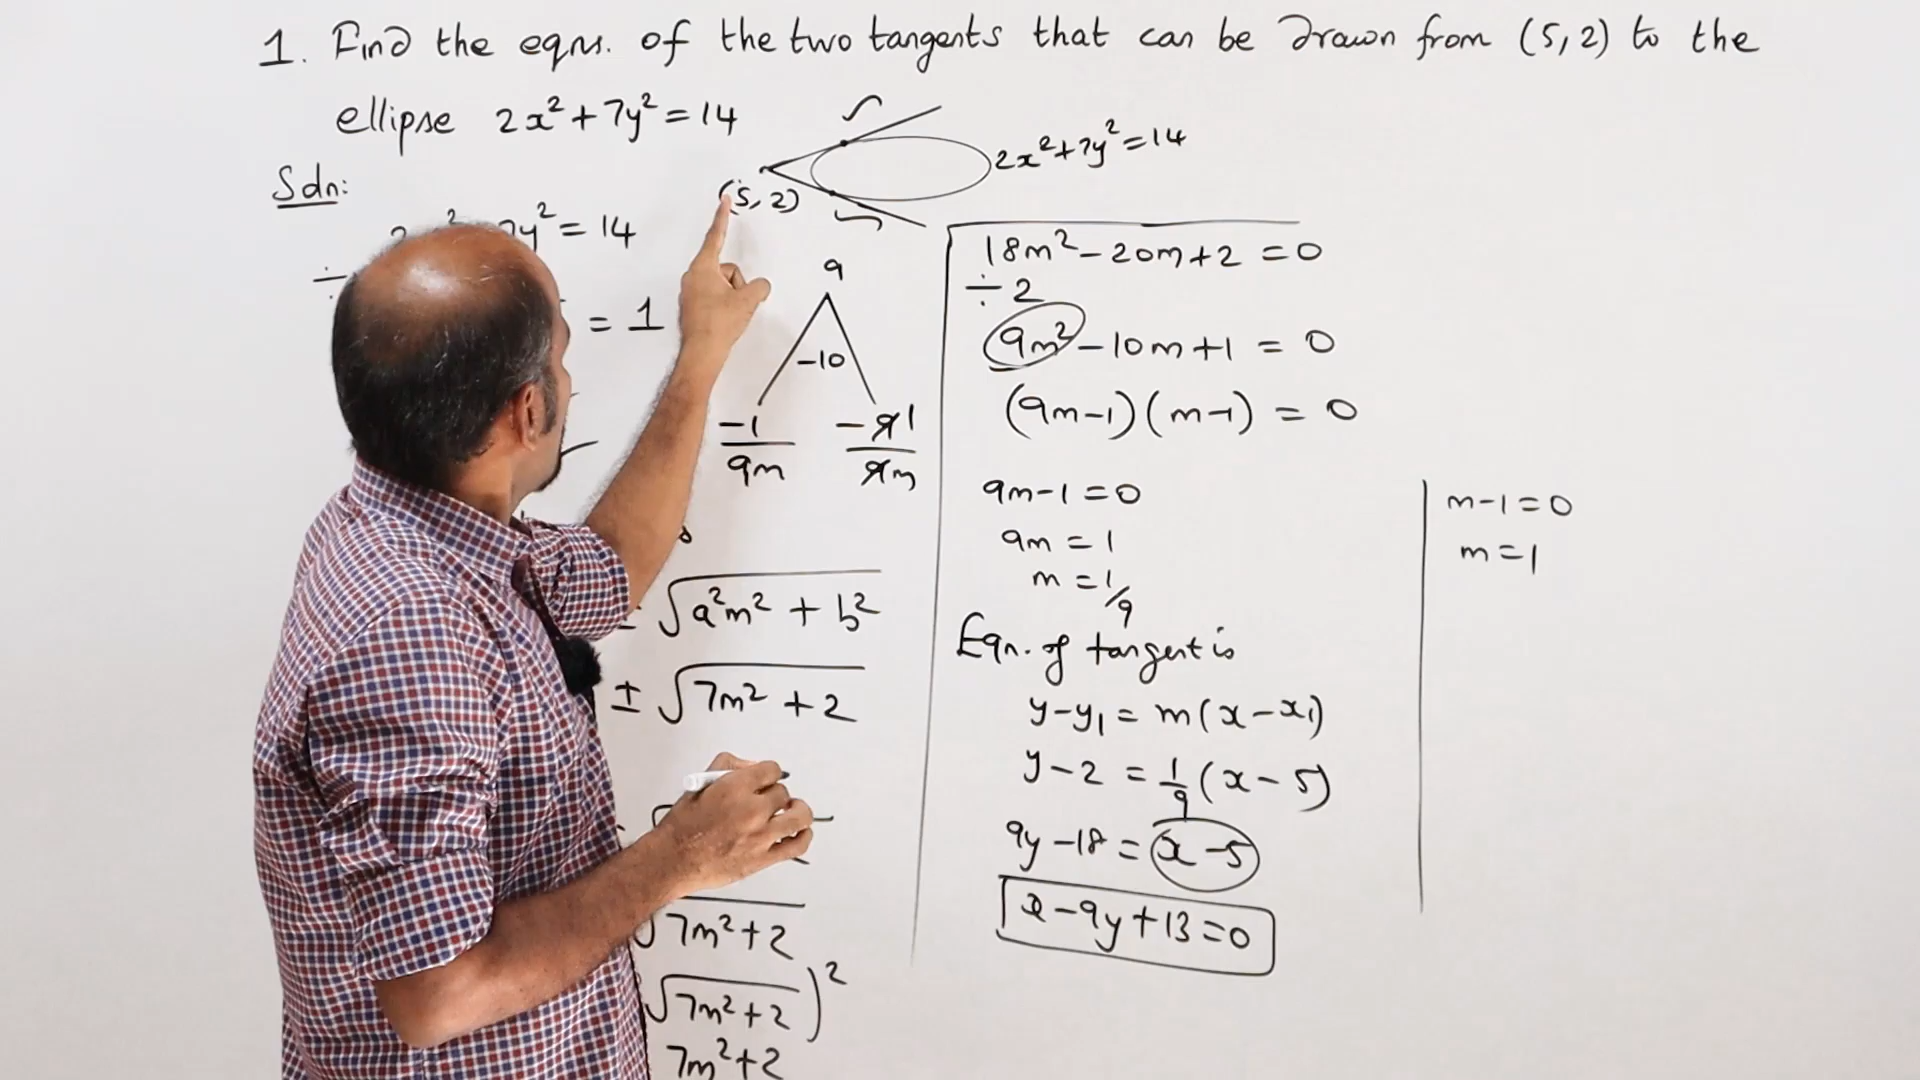 1. Find the eqns. of the two tangents that can be drawn from (5, 2) to the
ellipse 2x² + 7y² = 14
2x² + 7y² = 14
(5, 2)
Soln:
y² = 14
÷
= 1
9
-10
-1/9m
-9 1/9m
√a²m² + b²
± √7m² + 2
√7m² + 2
√7m² + 2)²
7m² + 2
18m² - 20m + 2 = 0
÷ 2
9m² - 10m + 1 = 0
(9m - 1)(m - 1) = 0
9m - 1 = 0
9m = 1
m = 1/9
Eqn. of tangent is
y - y₁ = m(x - x₁)
y - 2 = 1/9 (x - 5)
9y - 18 = x - 5
x - 9y + 13 = 0
m - 1 = 0
m = 1